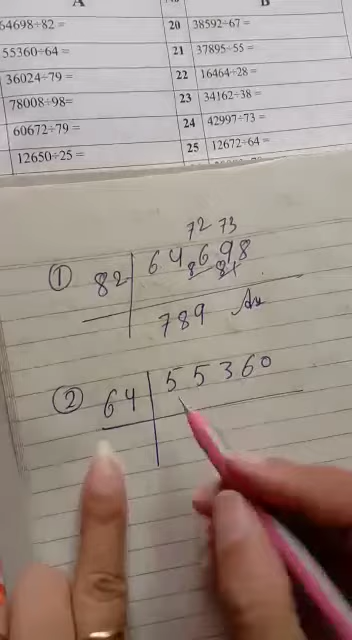 A B
64698÷82 = 20 38592÷67 =
55360÷64 = 21 37895÷55 =
36024÷79 = 22 16464÷28 =
78008÷98= 23 34162÷38 =
60672÷79 = 24 42997÷73 =
12650÷25 = 25 12672÷64 =
72 73
① 82 64698
8 81
789 Ans
② 64 55360